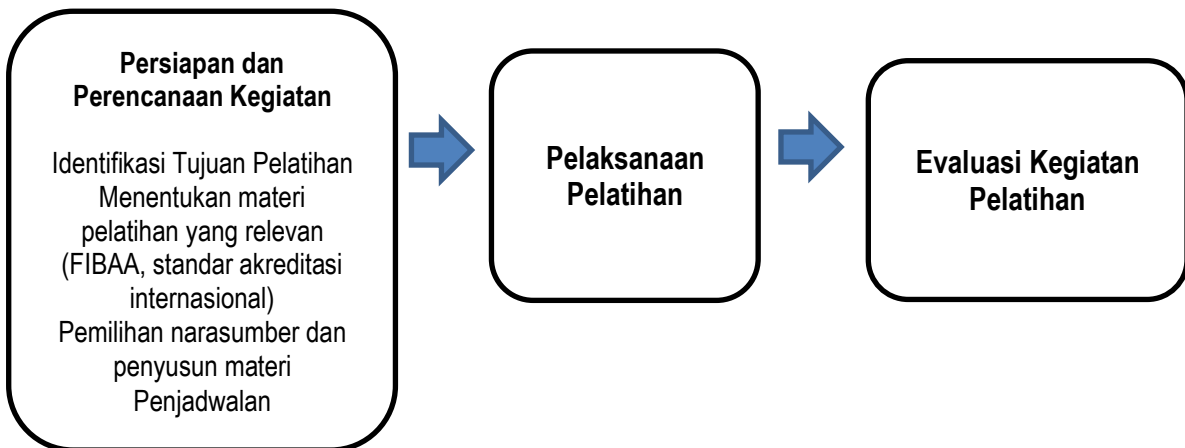 Persiapan dan
Perencanaan Kegiatan
Identifikasi Tujuan Pelatihan
Menentukan materi
pelatihan yang relevan
(FIBAA, standar akreditasi
internasional)
Pemilihan narasumber dan
penyusun materi
Penjadwalan
Pelaksanaan
Pelatihan
Evaluasi Kegiatan
Pelatihan